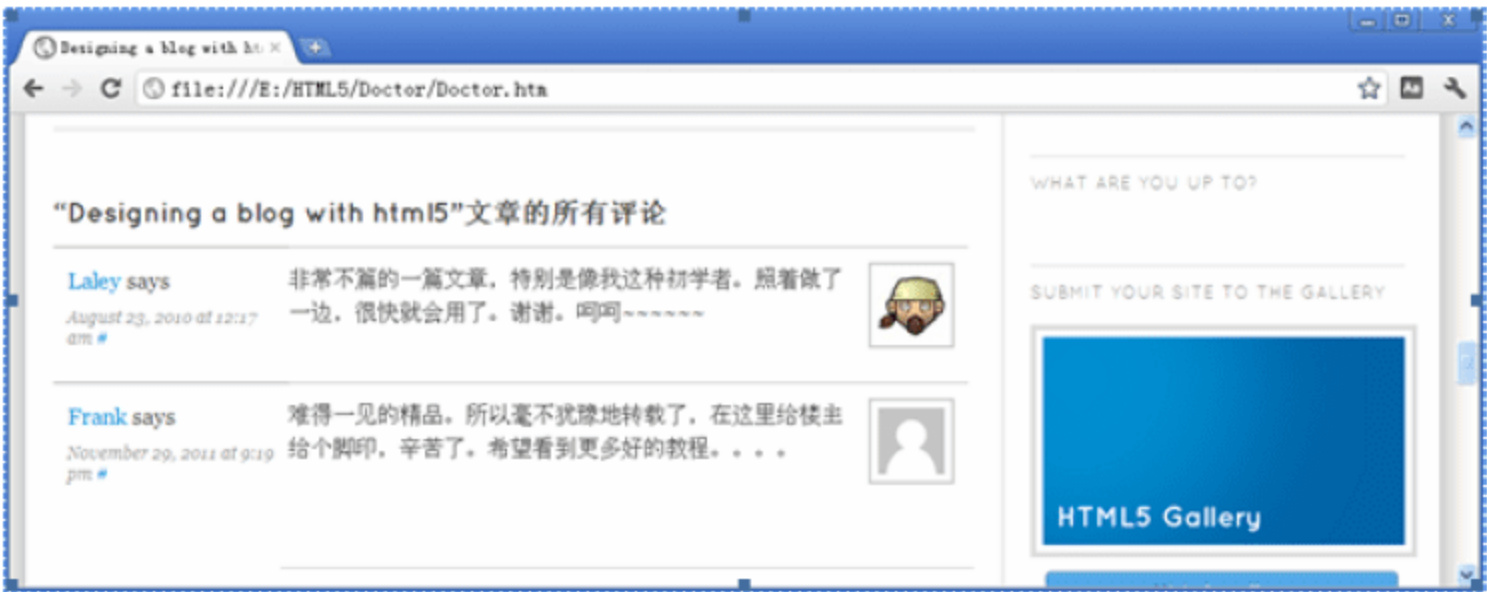 Designing a blog with ht
file:///E:/HTML5/Doctor/Doctor.htm
“Designing a blog with html5”文章的所有评论
Laley says
August 23, 2010 at 12:17
am #
非常不篇的一篇文章，特别是像我这种初学者。照着做了
一边，很快就会用了。谢谢。呵呵~~~~~~
Frank says
November 29, 2011 at 9:19
pm #
难得一见的精品。所以毫不犹豫地转载了，在这里给楼主
给个脚印，辛苦了。希望看到更多好的教程。。。。
WHAT ARE YOU UP TO?
SUBMIT YOUR SITE TO THE GALLERY
HTML5 Gallery